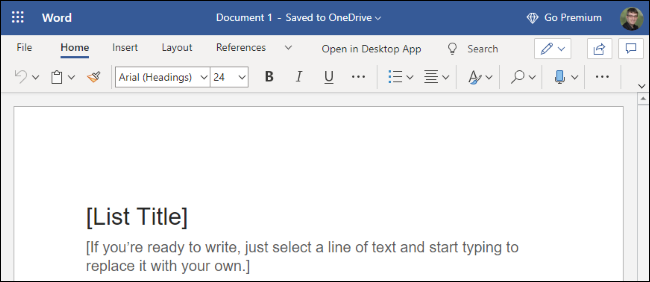 Word Document 1 - Saved to OneDrive Go Premium
File Home Insert Layout References Open in Desktop App Search
Arial (Headings) 24 B I U
[List Title]
[If you're ready to write, just select a line of text and start typing to
replace it with your own.]